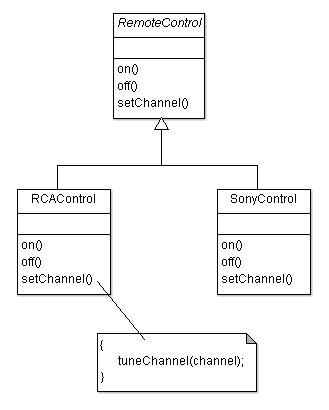 RemoteControl
on()
off()
setChannel()
RCAControl
on()
off()
setChannel()
SonyControl
on()
off()
setChannel()
{
tuneChannel(channel);
}